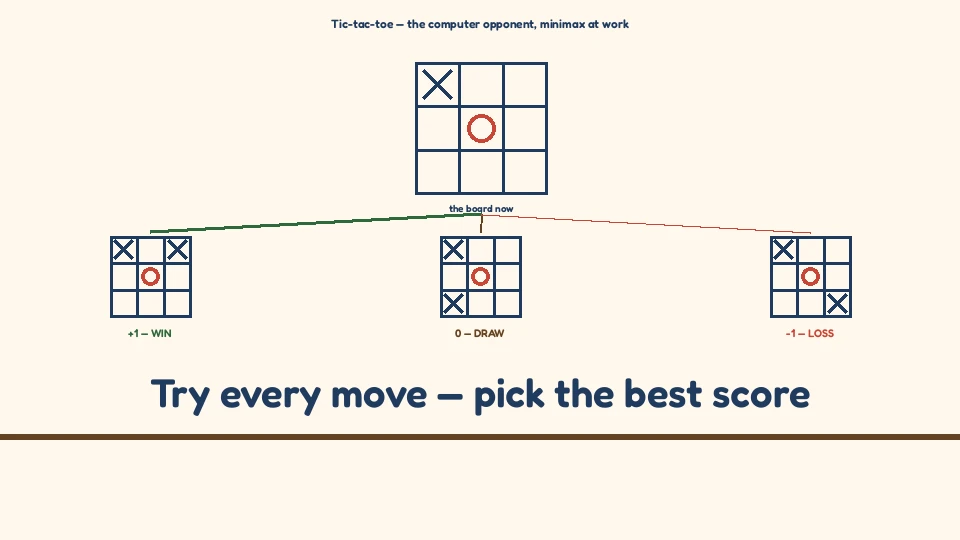 Tic-tac-toe — the computer opponent, minimax at work
the board now
+1 — WIN
0 — DRAW
-1 — LOSS
Try every move — pick the best score